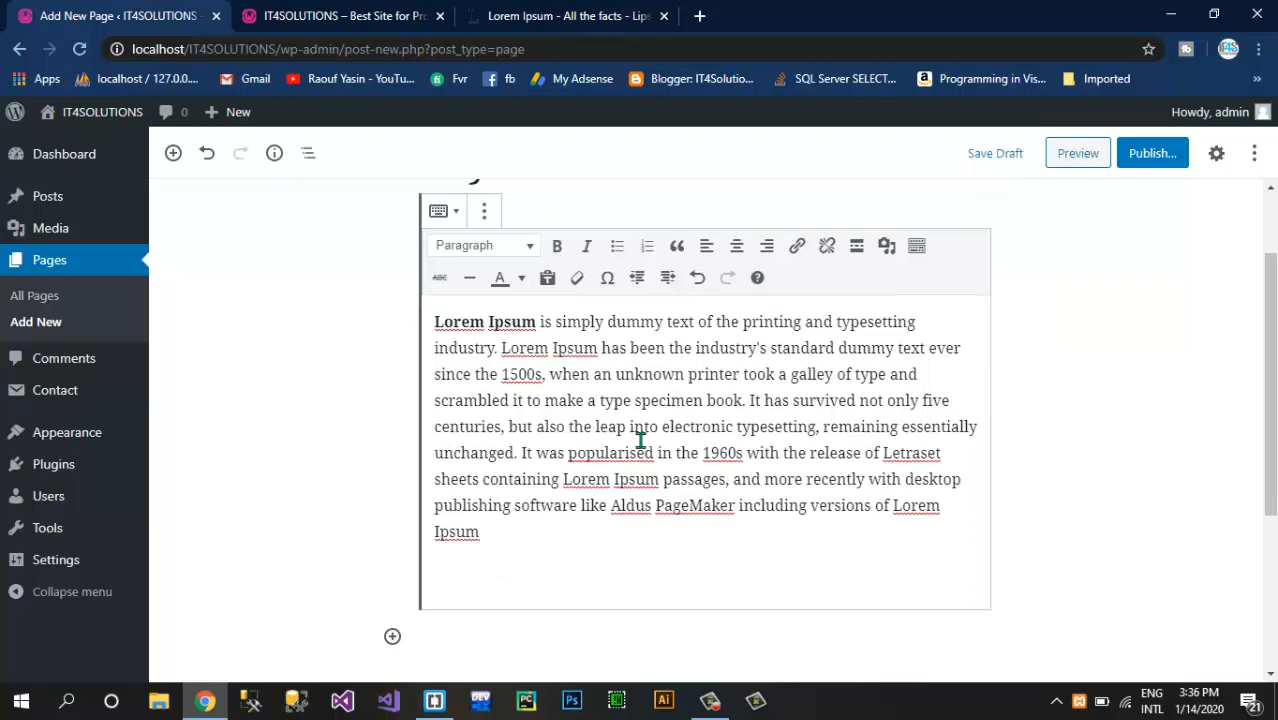 Add New Page ‹ IT4SOLUTIONS
IT4SOLUTIONS – Best Site for Pro
Lorem Ipsum - All the facts - Lips
localhost/IT4SOLUTIONS/wp-admin/post-new.php?post_type=page
Apps
localhost / 127.0.0....
Gmail
Raouf Yasin - YouTu...
Fvr
fb
My Adsense
Blogger: IT4Solutio...
SQL Server SELECT...
Programming in Vis...
Imported
IT4SOLUTIONS
0
New
Howdy, admin
Dashboard
Posts
Media
Pages
All Pages
Add New
Comments
Contact
Appearance
Plugins
Users
Tools
Settings
Collapse menu
Save Draft
Preview
Publish...
Paragraph
B
I
ABC
A
Lorem Ipsum is simply dummy text of the printing and typesetting
industry. Lorem Ipsum has been the industry's standard dummy text ever
since the 1500s, when an unknown printer took a galley of type and
scrambled it to make a type specimen book. It has survived not only five
centuries, but also the leap into electronic typesetting, remaining essentially
unchanged. It was popularised in the 1960s with the release of Letraset
sheets containing Lorem Ipsum passages, and more recently with desktop
publishing software like Aldus PageMaker including versions of Lorem
Ipsum
DEV
PC
Ps
Ai
ENG
INTL
3:36 PM
1/14/2020
21